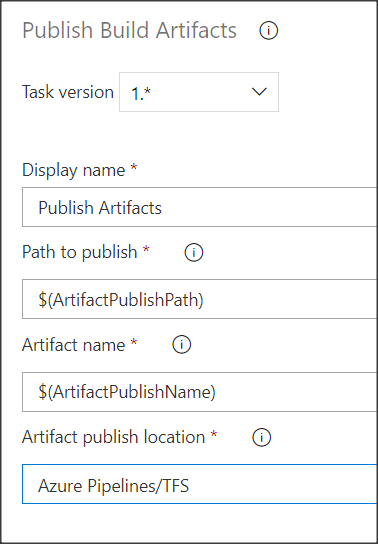 Publish Build Artifacts
Task version 1.*
Display name *
Publish Artifacts
Path to publish *
$(ArtifactPublishPath)
Artifact name *
$(ArtifactPublishName)
Artifact publish location *
Azure Pipelines/TFS